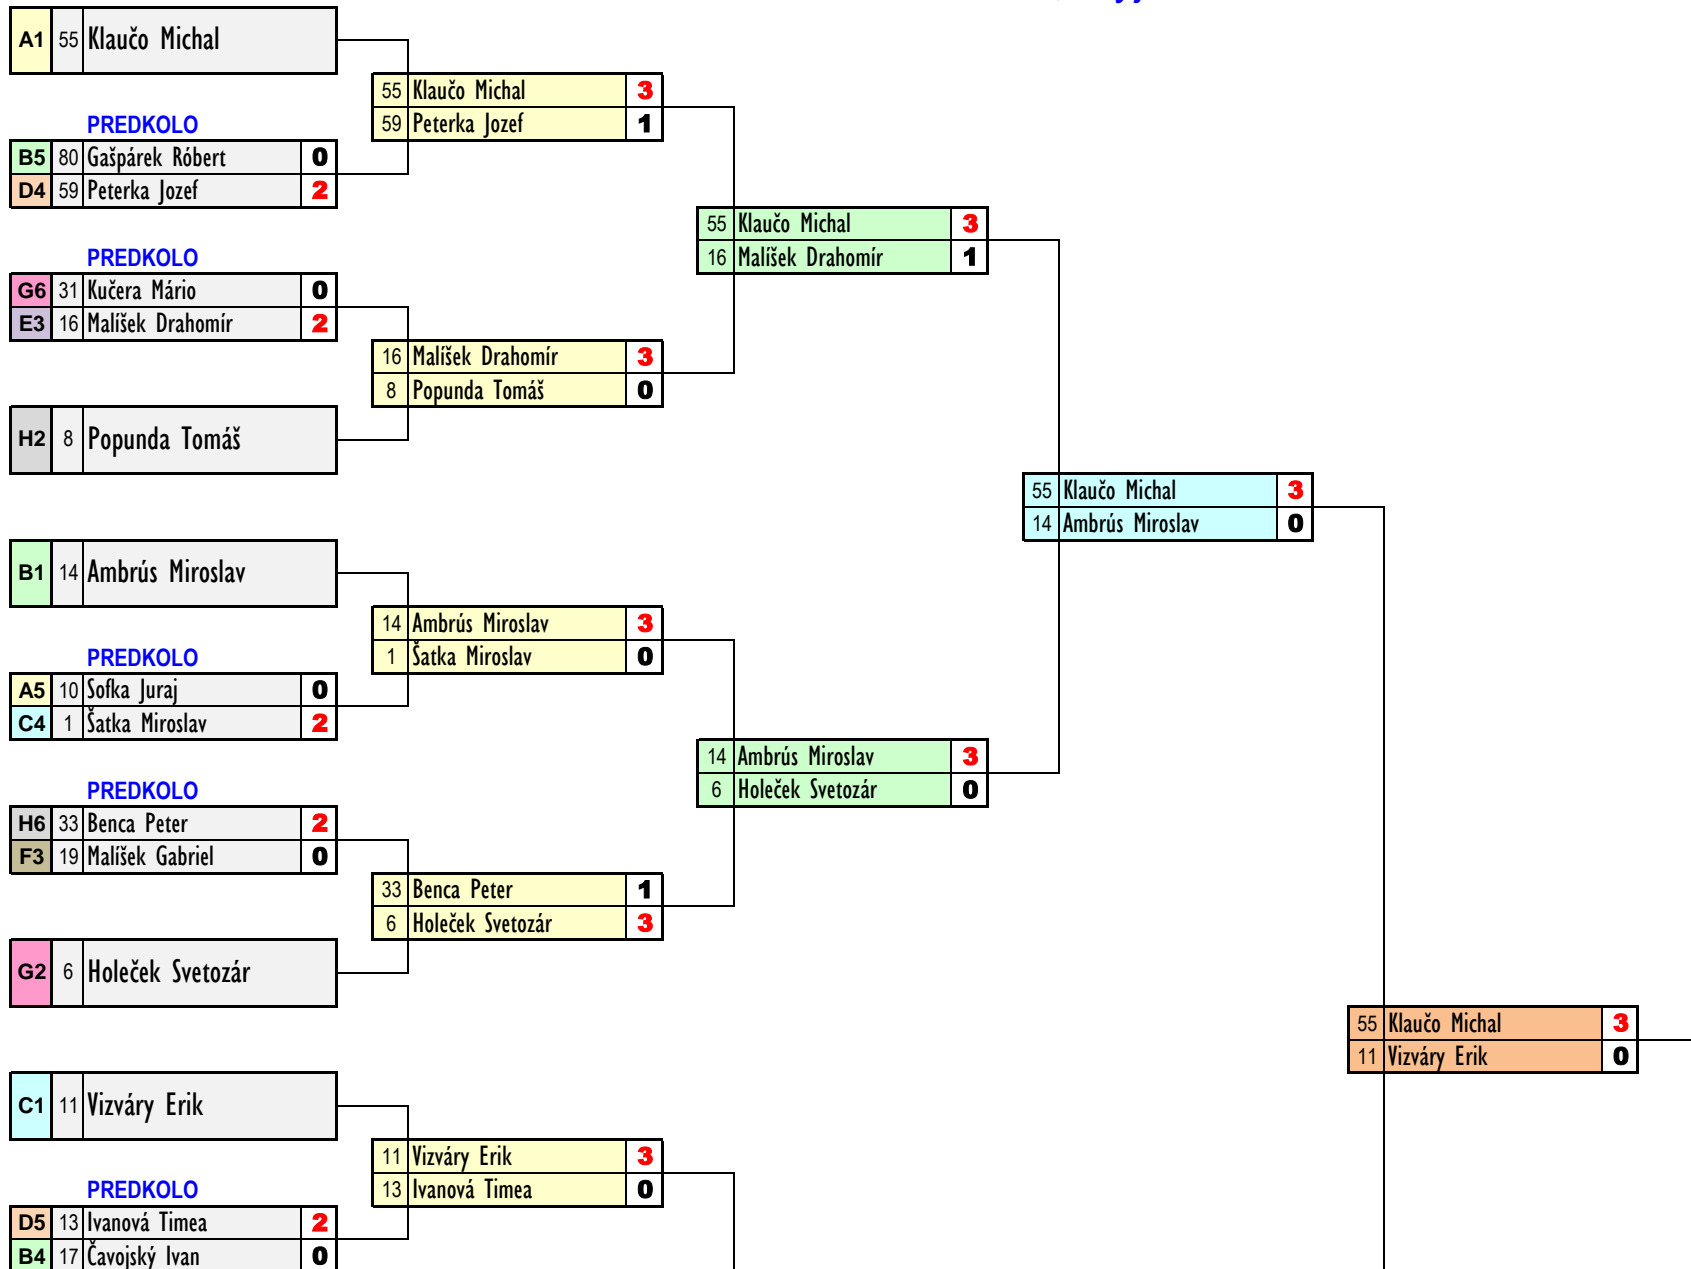 A1 55 Klaučo Michal
55 Klaučo Michal 3
59 Peterka Jozef 1
PREDKOLO
B5 80 Gašpárek Róbert 0
D4 59 Peterka Jozef 2
55 Klaučo Michal 3
16 Malíšek Drahomír 1
PREDKOLO
G6 31 Kučera Mário 0
E3 16 Malíšek Drahomír 2
16 Malíšek Drahomír 3
8 Popunda Tomáš 0
H2 8 Popunda Tomáš
55 Klaučo Michal 3
14 Ambrús Miroslav 0
B1 14 Ambrús Miroslav
14 Ambrús Miroslav 3
1 Šatka Miroslav 0
PREDKOLO
A5 10 Sofka Juraj 0
C4 1 Šatka Miroslav 2
14 Ambrús Miroslav 3
6 Holeček Svetozár 0
PREDKOLO
H6 33 Benca Peter 2
F3 19 Malíšek Gabriel 0
33 Benca Peter 1
6 Holeček Svetozár 3
G2 6 Holeček Svetozár
55 Klaučo Michal 3
11 Vizváry Erik 0
C1 11 Vizváry Erik
11 Vizváry Erik 3
13 Ivanová Timea 0
PREDKOLO
D5 13 Ivanová Timea 2
B4 17 Čavojský Ivan 0